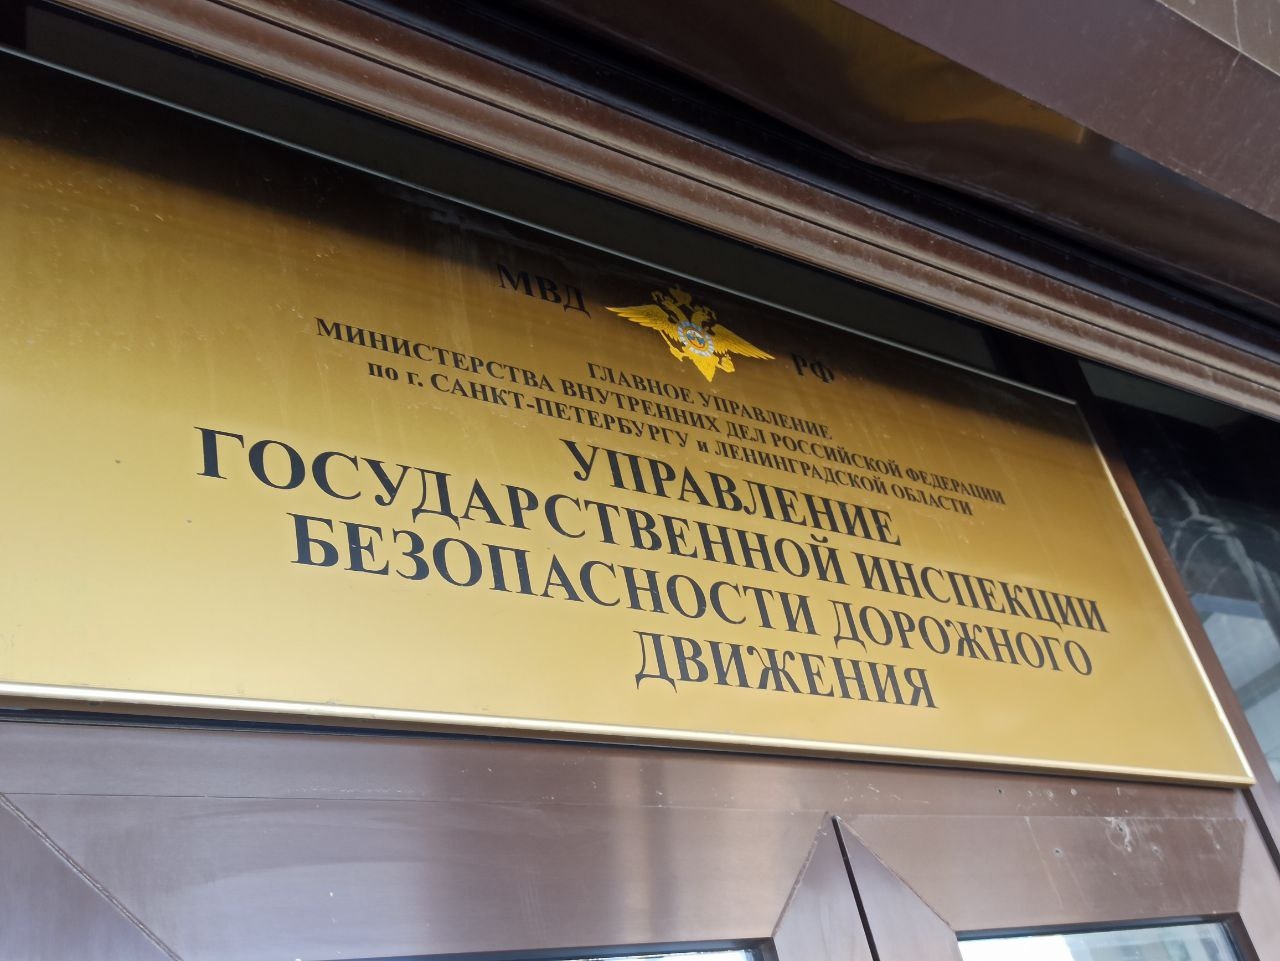 МВД РФ
ГЛАВНОЕ УПРАВЛЕНИЕ
МИНИСТЕРСТВА ВНУТРЕННИХ ДЕЛ РОССИЙСКОЙ ФЕДЕРАЦИИ
по г. САНКТ-ПЕТЕРБУРГУ и ЛЕНИНГРАДСКОЙ ОБЛАСТИ
УПРАВЛЕНИЕ
ГОСУДАРСТВЕННОЙ ИНСПЕКЦИИ
БЕЗОПАСНОСТИ ДОРОЖНОГО
ДВИЖЕНИЯ